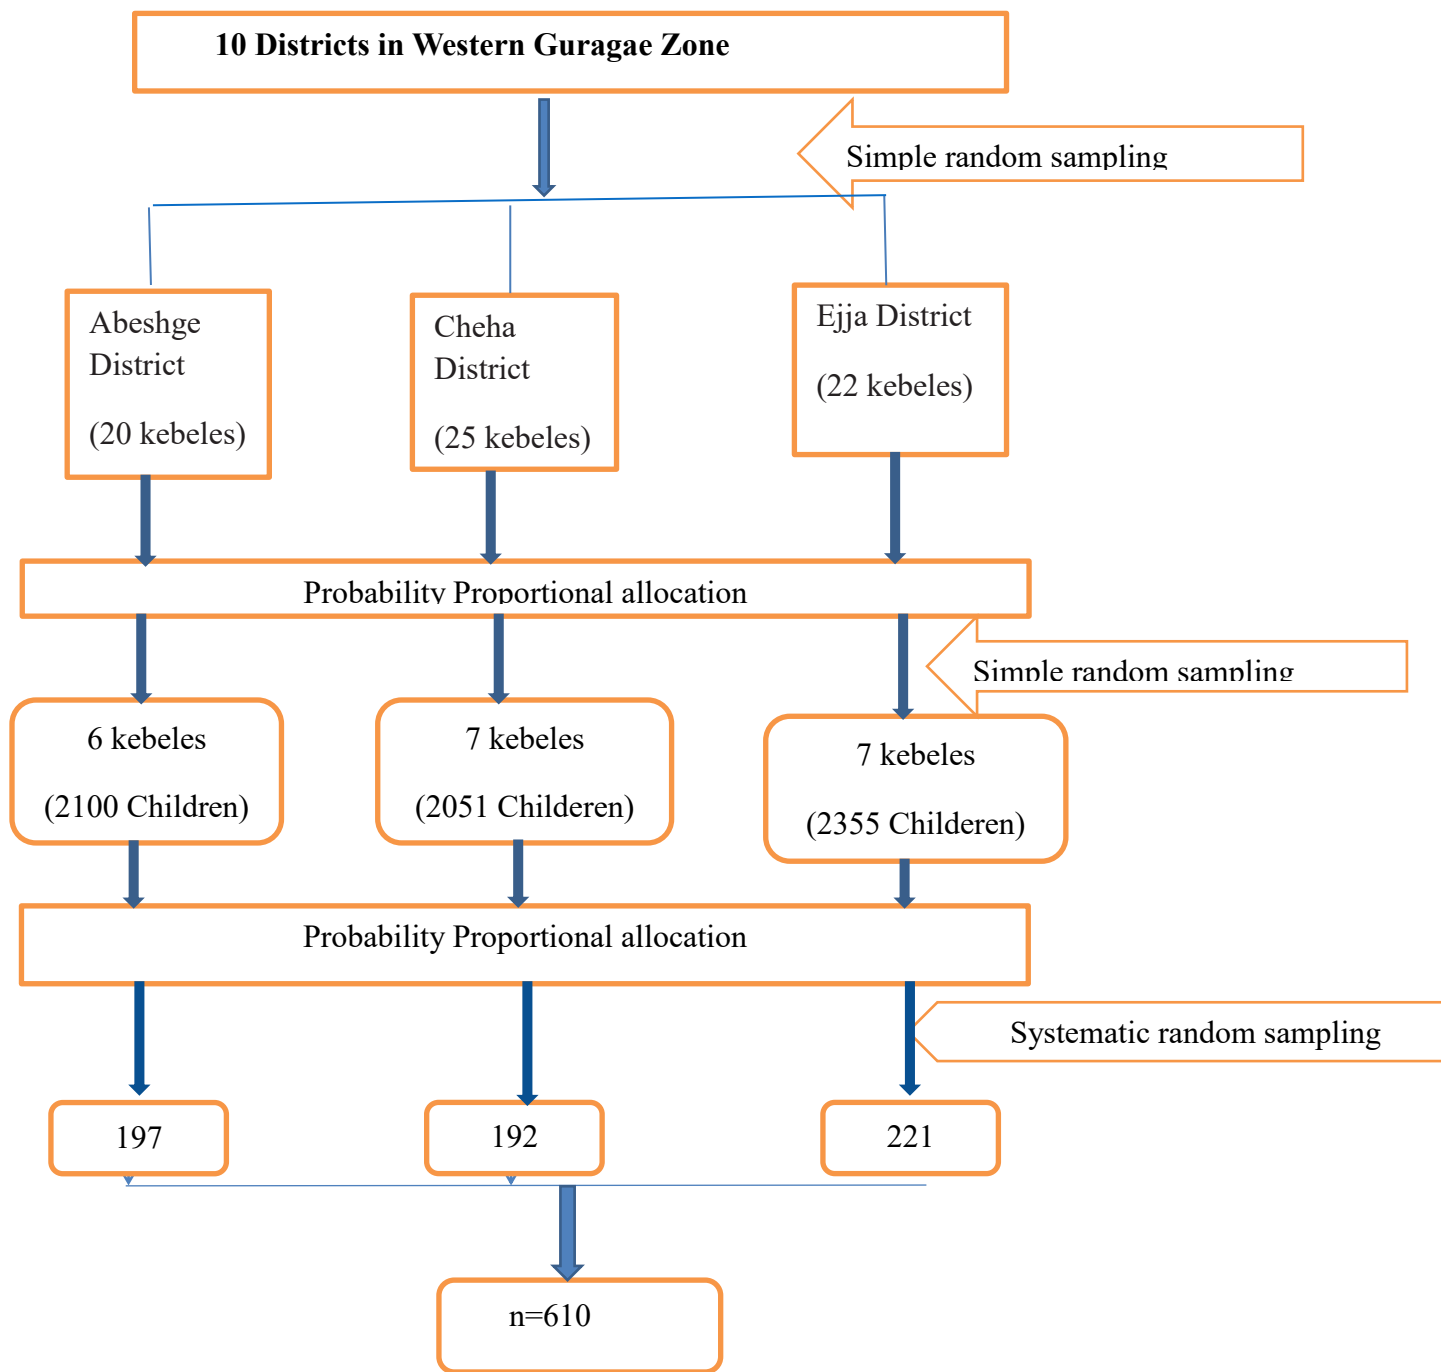 10 Districts in Western Guragae Zone
Simple random sampling
Abeshge
District
(20 kebeles)
Cheha
District
(25 kebeles)
Ejja District
(22 kebeles)
Probability Proportional allocation
Simple random sampling
6 kebeles
(2100 Children)
7 kebeles
(2051 Childeren)
7 kebeles
(2355 Childeren)
Probability Proportional allocation
Systematic random sampling
197
192
221
n=610